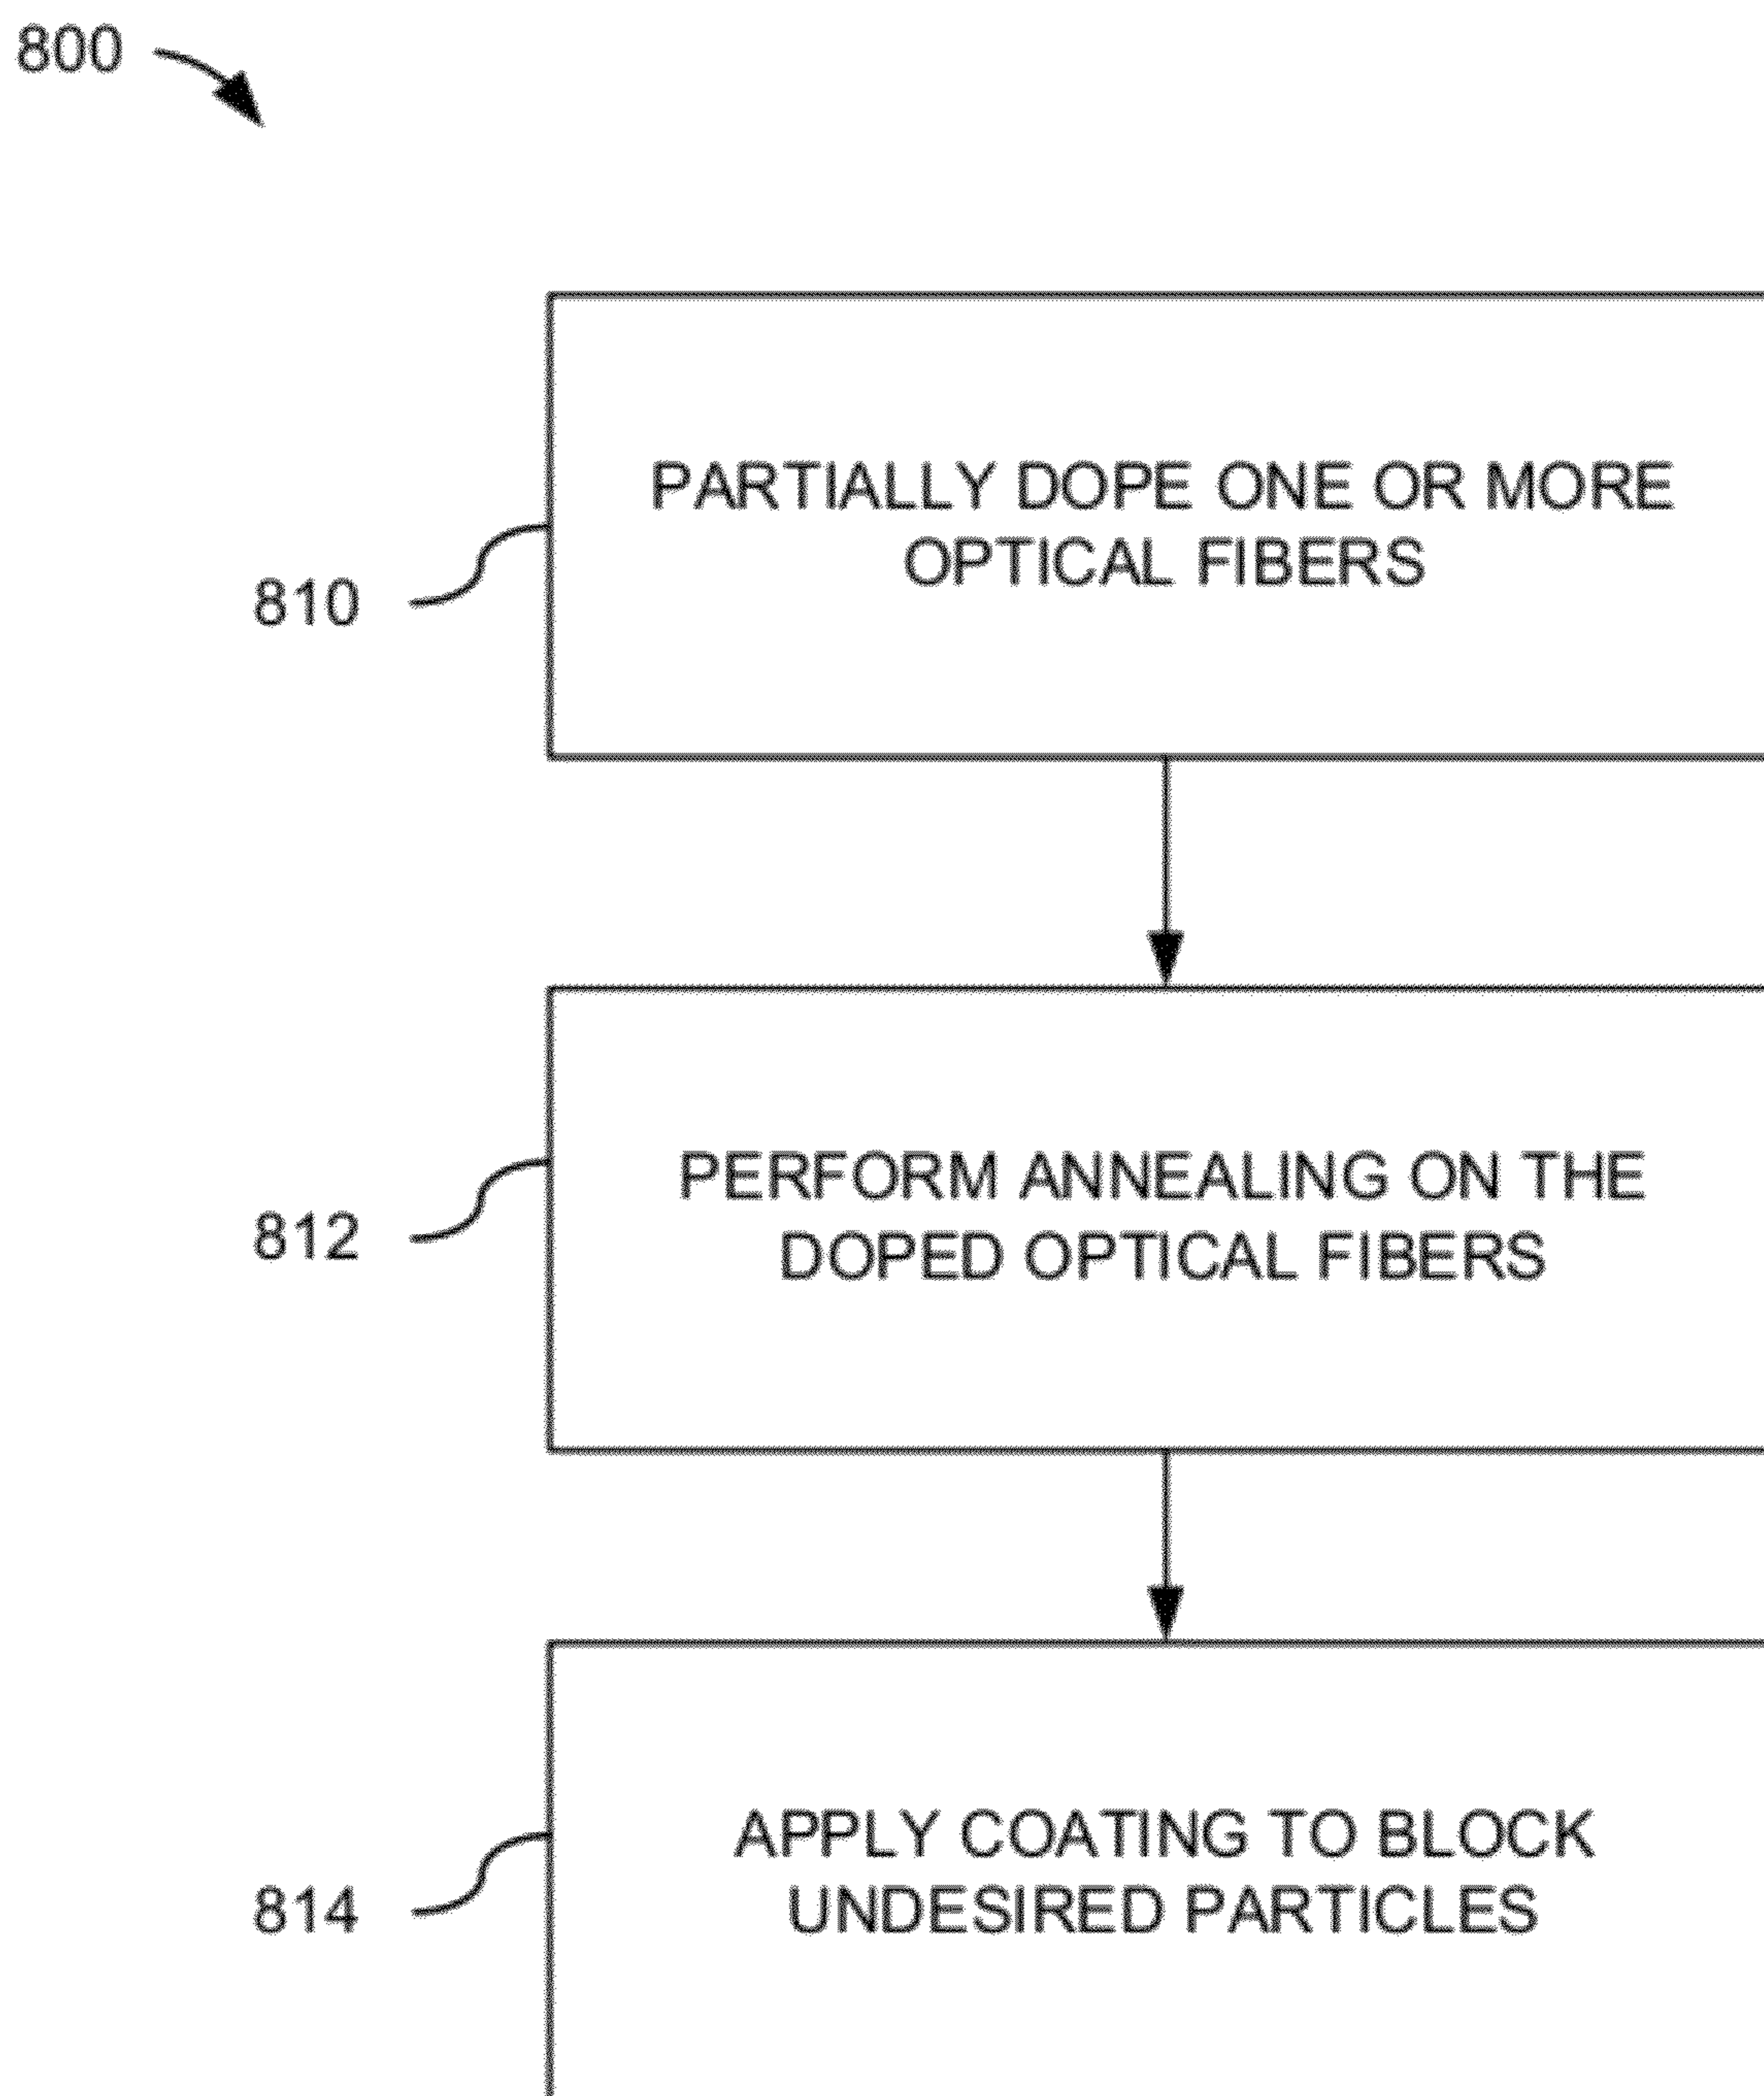 800
PARTIALLY DOPE ONE OR MORE
OPTICAL FIBERS
810
PERFORM ANNEALING ON THE
DOPED OPTICAL FIBERS
812
APPLY COATING TO BLOCK
UNDESIRED PARTICLES
814